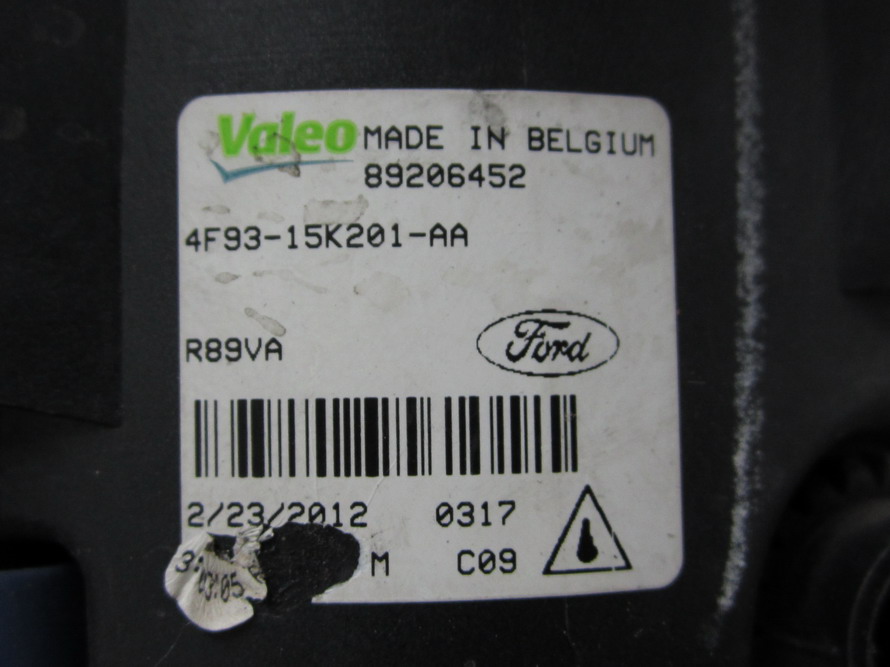 Valeo MADE IN BELGIUM
89206452
4F93-15K201-AA
R89VA Ford
2/23/2012 0317
M C09